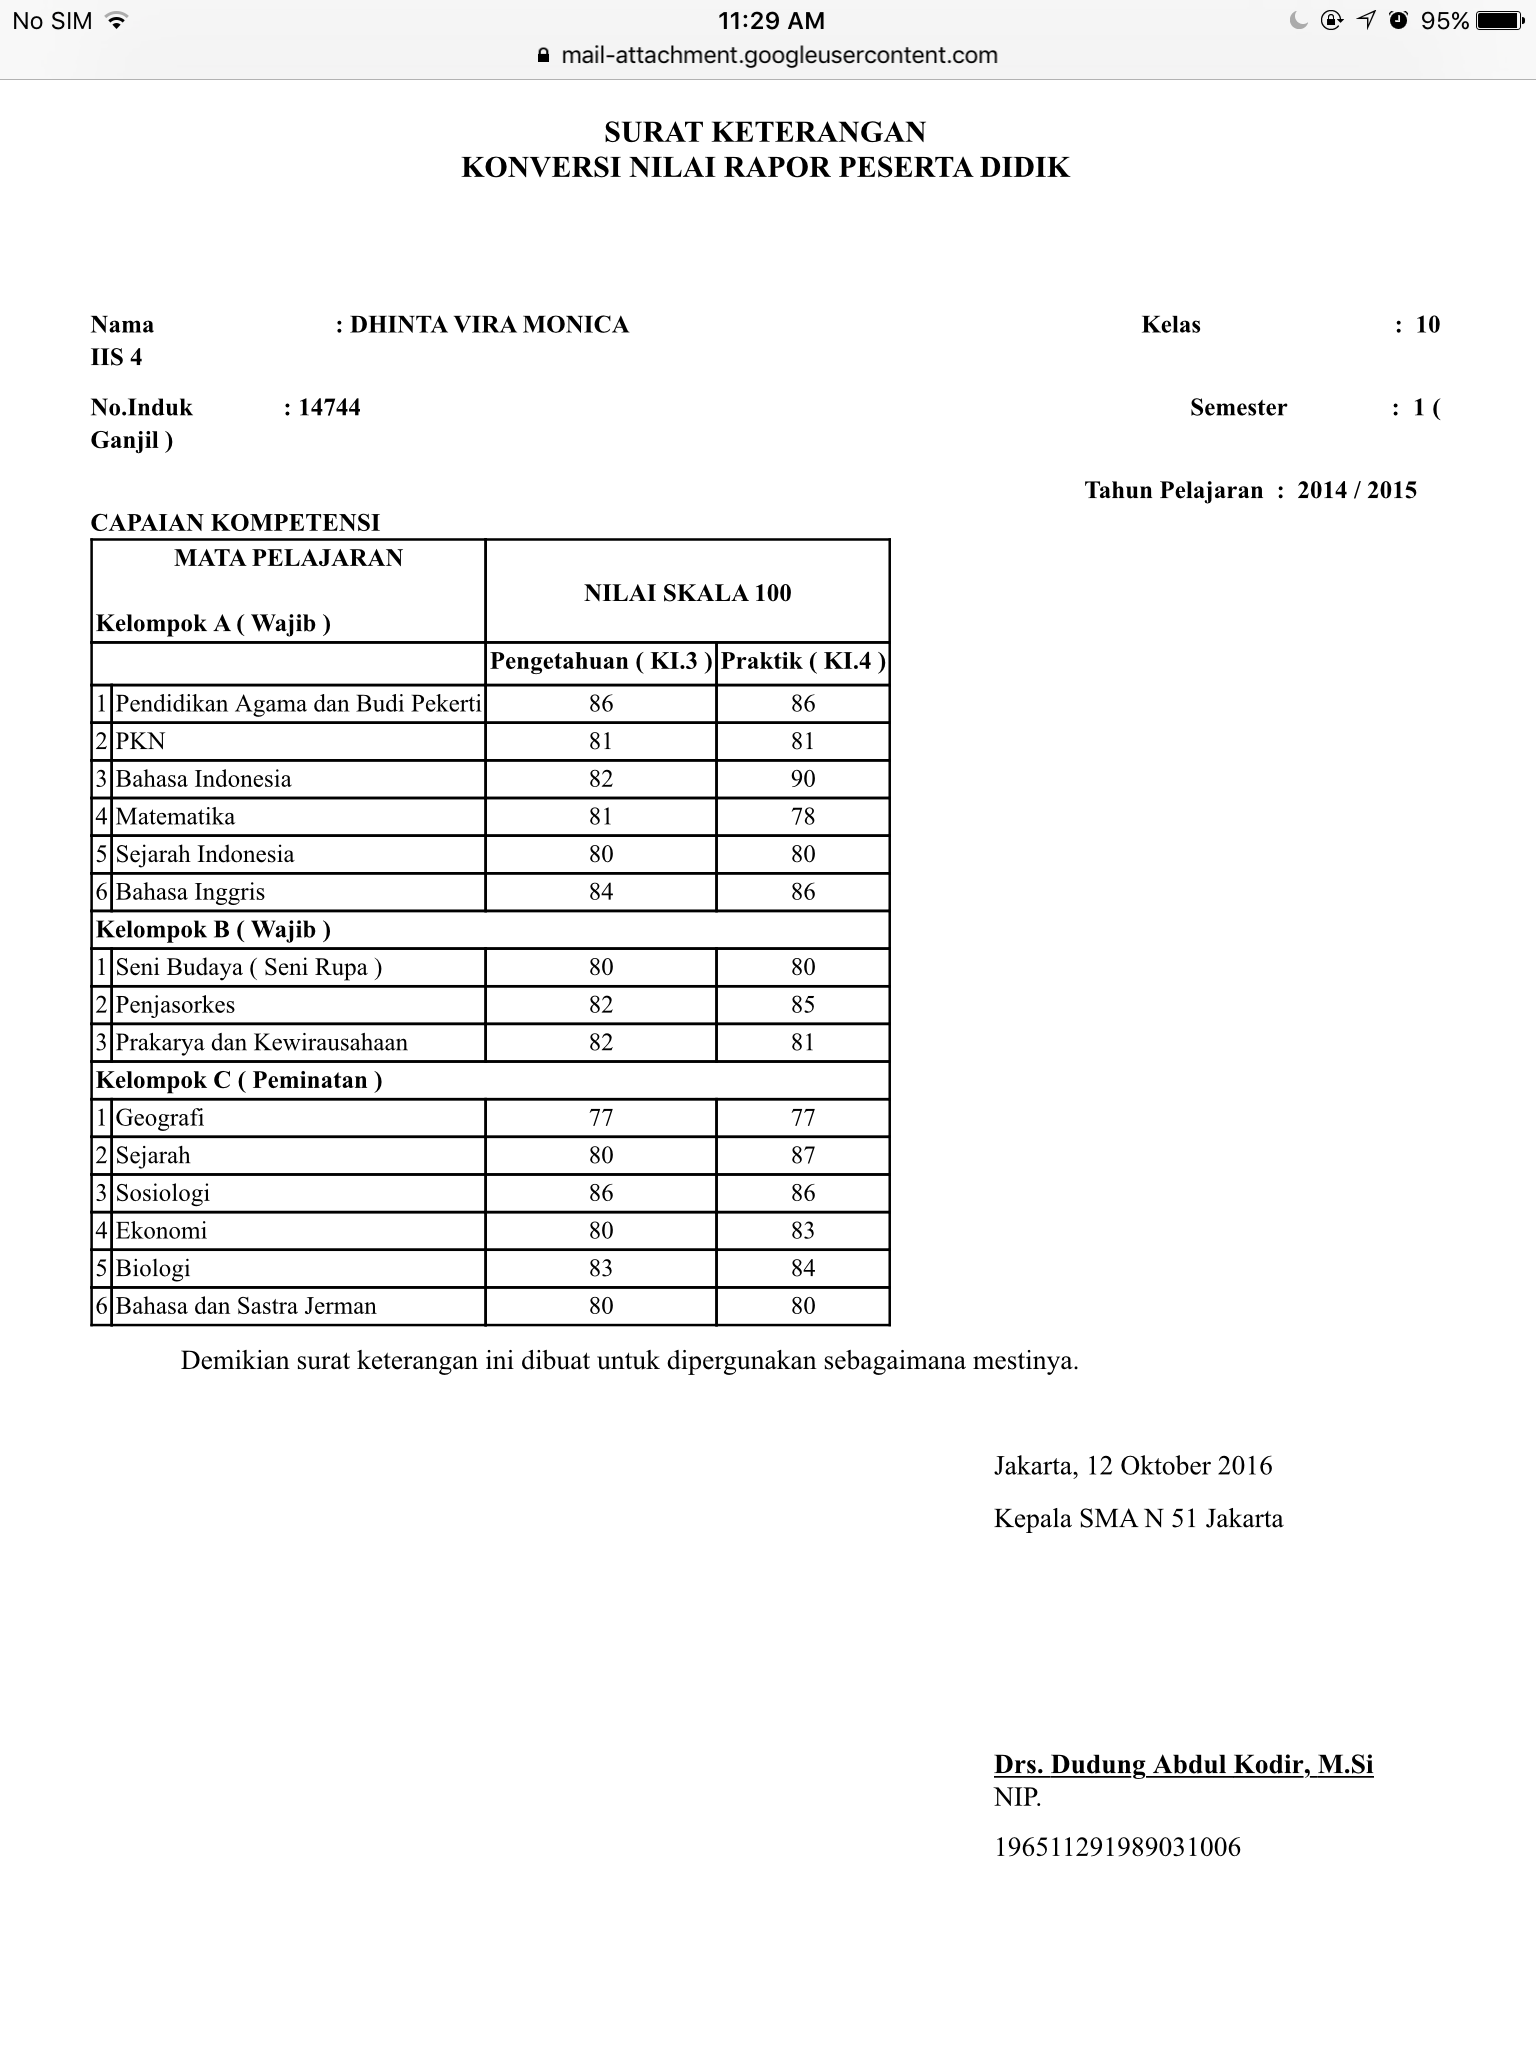 No SIM 11:29 AM 95%
mail-attachment.googleusercontent.com
SURAT KETERANGAN
KONVERSI NILAI RAPOR PESERTA DIDIK
Nama : DHINTA VIRA MONICA Kelas : 10
IIS 4
No.Induk : 14744 Semester : 1 (
Ganjil )
Tahun Pelajaran : 2014 / 2015
CAPAIAN KOMPETENSI
MATA PELAJARAN
NILAI SKALA 100
Kelompok A ( Wajib )
Pengetahuan ( KI.3 ) Praktik ( KI.4 )
1 Pendidikan Agama dan Budi Pekerti 86 86
2 PKN 81 81
3 Bahasa Indonesia 82 90
4 Matematika 81 78
5 Sejarah Indonesia 80 80
6 Bahasa Inggris 84 86
Kelompok B ( Wajib )
1 Seni Budaya ( Seni Rupa ) 80 80
2 Penjasorkes 82 85
3 Prakarya dan Kewirausahaan 82 81
Kelompok C ( Peminatan )
1 Geografi 77 77
2 Sejarah 80 87
3 Sosiologi 86 86
4 Ekonomi 80 83
5 Biologi 83 84
6 Bahasa dan Sastra Jerman 80 80
Demikian surat keterangan ini dibuat untuk dipergunakan sebagaimana mestinya.
Jakarta, 12 Oktober 2016
Kepala SMA N 51 Jakarta
Drs. Dudung Abdul Kodir, M.Si
NIP.
196511291989031006